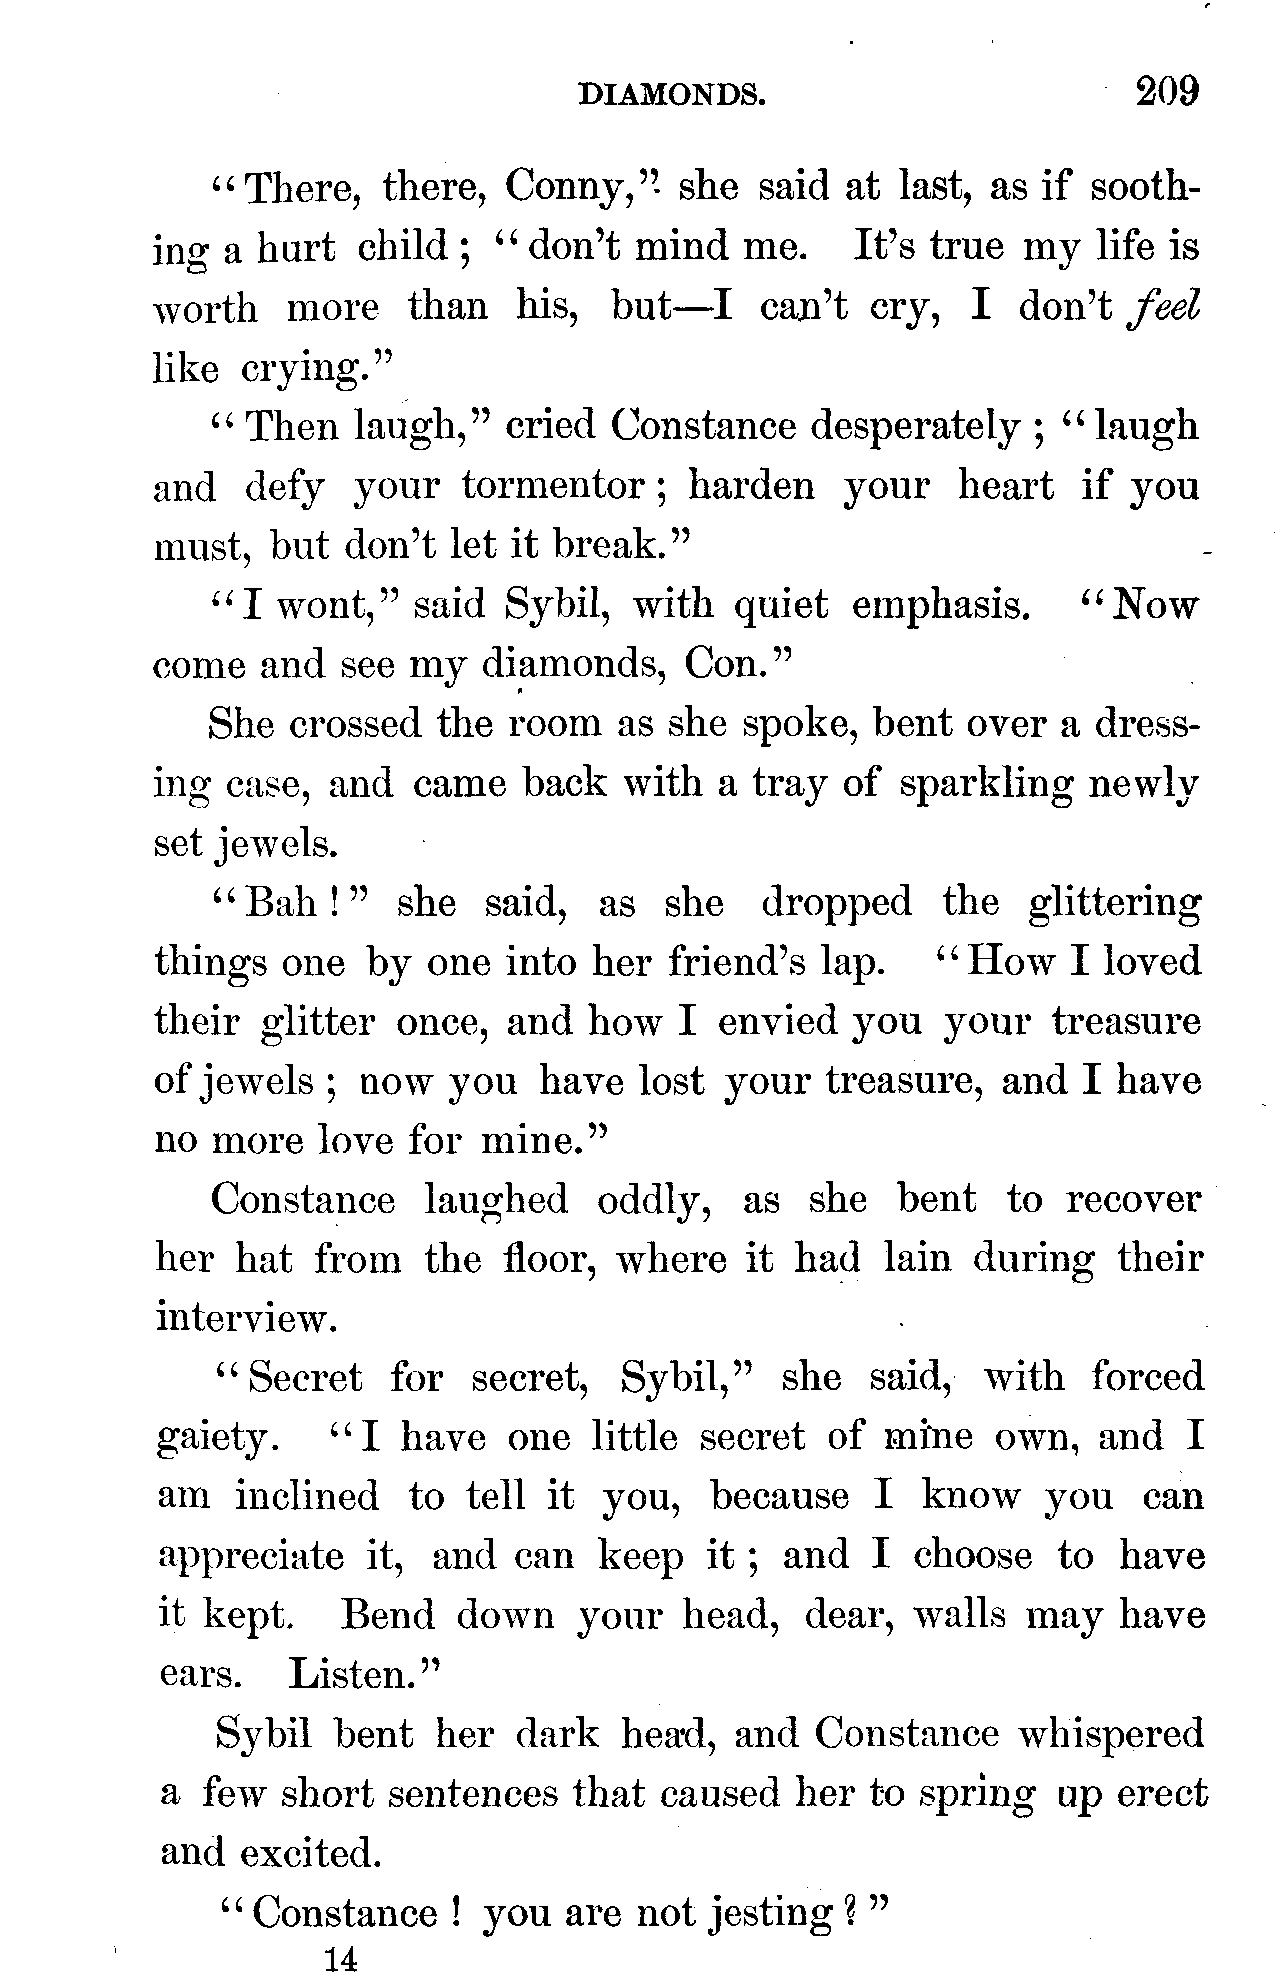 DIAMONDS. 209
"There, there, Conny," she said at last, as if sooth-
ing a hurt child; "don't mind me. It's true my life is
worth more than his, but—I can't cry, I don't feel
like crying."
"Then laugh," cried Constance desperately; "laugh
and defy your tormentor; harden your heart if you
must, but don't let it break."
"I wont," said Sybil, with quiet emphasis. "Now
come and see my diamonds, Con."
She crossed the room as she spoke, bent over a dress-
ing case, and came back with a tray of sparkling newly
set jewels.
"Bah!" she said, as she dropped the glittering
things one by one into her friend's lap. "How I loved
their glitter once, and how I envied you your treasure
of jewels; now you have lost your treasure, and I have
no more love for mine."
Constance laughed oddly, as she bent to recover
her hat from the floor, where it had lain during their
interview.
"Secret for secret, Sybil," she said, with forced
gaiety. "I have one little secret of mine own, and I
am inclined to tell it you, because I know you can
appreciate it, and can keep it; and I choose to have
it kept. Bend down your head, dear, walls may have
ears. Listen."
Sybil bent her dark head, and Constance whispered
a few short sentences that caused her to spring up erect
and excited.
"Constance! you are not jesting?"
14